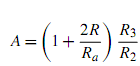 A = (1 + 2R/R_a) R_3/R_2